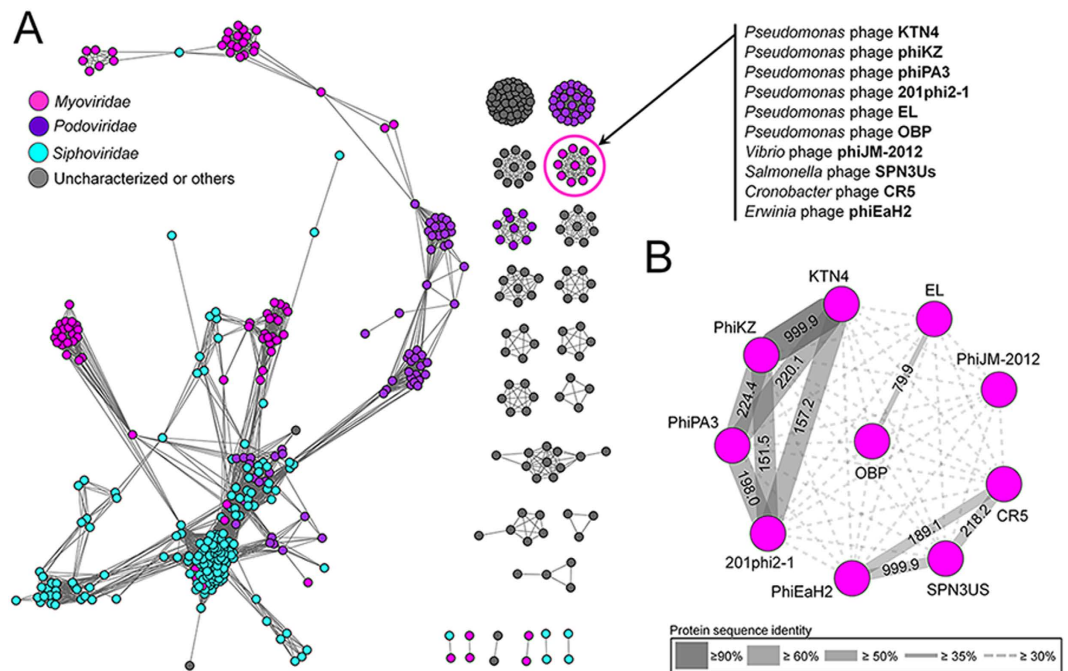 A
Myoviridae
Podoviridae
Siphoviridae
Uncharacterized or others
Pseudomonas phage KTN4
Pseudomonas phage phiKZ
Pseudomonas phage phiPA3
Pseudomonas phage 201phi2-1
Pseudomonas phage EL
Pseudomonas phage OBP
Vibrio phage phiJM-2012
Salmonella phage SPN3Us
Cronobacter phage CR5
Erwinia phage phiEaH2
B
KTN4
EL
PhiKZ
999.9
PhiJM-2012
220.1
79.9
224.4
157.2
PhiPA3
151.5
OBP
198.0
CR5
218.2
189.1
201phi2-1
999.9
PhiEaH2
SPN3US
Protein sequence identity
≥90% ≥ 60% ≥ 50% ≥ 35% ≥ 30%